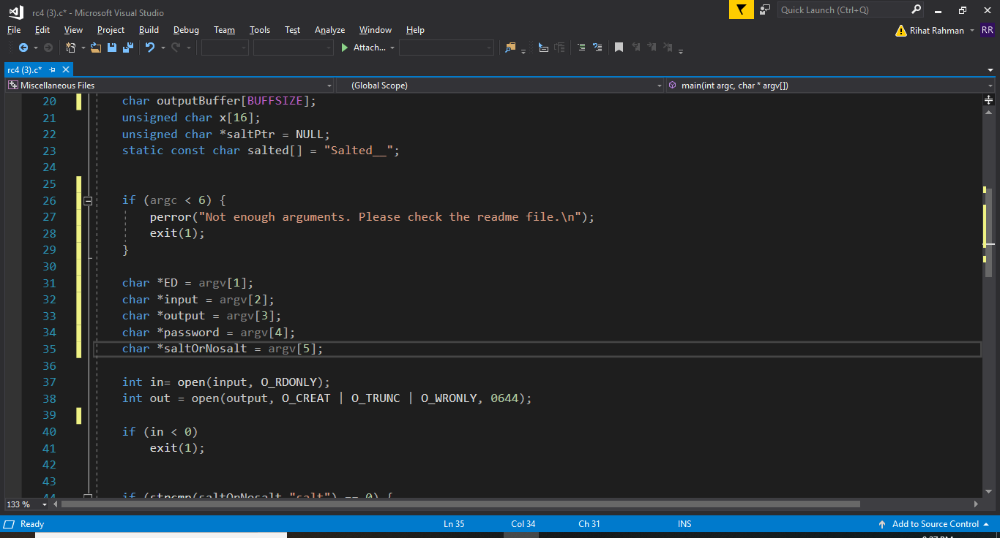 rc4 (3).c* - Microsoft Visual Studio
Quick Launch (Ctrl+Q)
File Edit View Project Build Debug Team Tools Test Analyze Window Help
Rihat Rahman RR
Attach...
rc4 (3).c*
Miscellaneous Files (Global Scope) main(int argc, char * argv[])
20 char outputBuffer[BUFFSIZE];
21 unsigned char x[16];
22 unsigned char *saltPtr = NULL;
23 static const char salted[] = "Salted__";
24
25
26 if (argc < 6) {
27 perror("Not enough arguments. Please check the readme file.\n");
28 exit(1);
29 }
30
31 char *ED = argv[1];
32 char *input = argv[2];
33 char *output = argv[3];
34 char *password = argv[4];
35 char *saltOrNosalt = argv[5];
36
37 int in= open(input, O_RDONLY);
38 int out = open(output, O_CREAT | O_TRUNC | O_WRONLY, 0644);
39
40 if (in < 0)
41 exit(1);
42
43
44 if (strcmp(saltOrNosalt, "salt") == 0) {
133 %
Ready Ln 35 Col 34 Ch 31 INS Add to Source Control